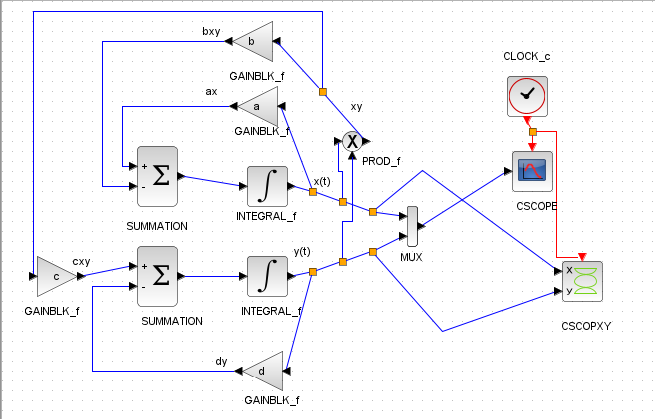 bxy
b
CLOCK_c
GAINBLK_f
ax
a
xy
GAINBLK_f
X
PROD_f
+
-
Σ
∫
x(t)
CSCOPE
INTEGRAL_f
SUMMATION
y(t)
MUX
cxy
+
-
Σ
∫
c
X
Y
GAINBLK_f
INTEGRAL_f
SUMMATION
CSCOPXY
dy
d
GAINBLK_f